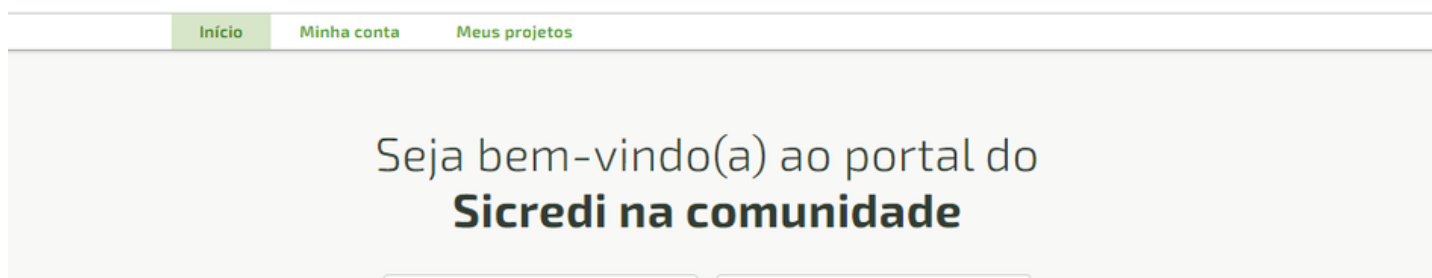 Início Minha conta Meus projetos
Seja bem-vindo(a) ao portal do
Sicredi na comunidade